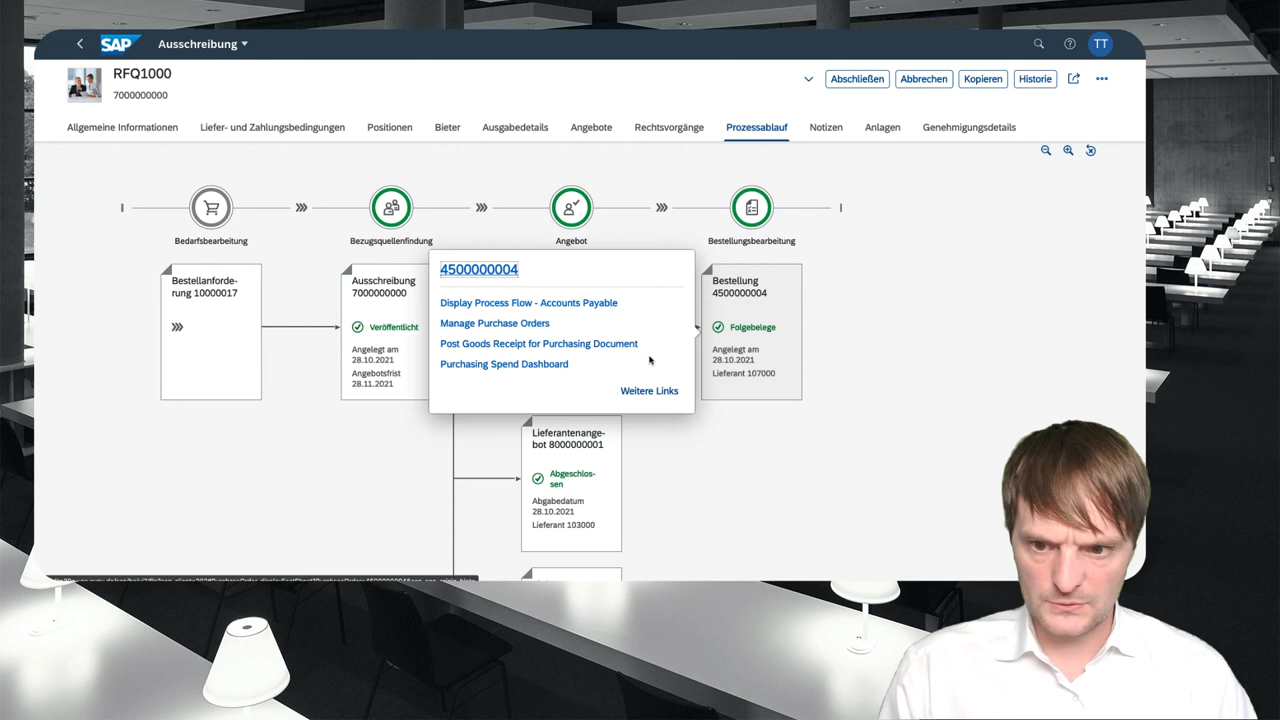 SAP
Ausschreibung
TT
RFQ1000
7000000000
Abschließen
Abbrechen
Kopieren
Historie
Allgemeine Informationen
Liefer- und Zahlungsbedingungen
Positionen
Bieter
Ausgabedetails
Angebote
Rechtsvorgänge
Prozessablauf
Notizen
Anlagen
Genehmigungsdetails
Bedarfsbearbeitung
Bezugsquellenfindung
Angebot
Bestellungsbearbeitung
Bestellanforde-
rung 10000017
Ausschreibung
7000000000
Veröffentlicht
Angelegt am
28.10.2021
Angebotsfrist
28.11.2021
4500000004
Display Process Flow - Accounts Payable
Manage Purchase Orders
Post Goods Receipt for Purchasing Document
Purchasing Spend Dashboard
Weitere Links
Bestellung
4500000004
Folgebelege
Angelegt am
28.10.2021
Lieferant 107000
Lieferantenange-
bot 8000000001
Abgeschlos-
sen
Abgabedatum
28.10.2021
Lieferant 103000